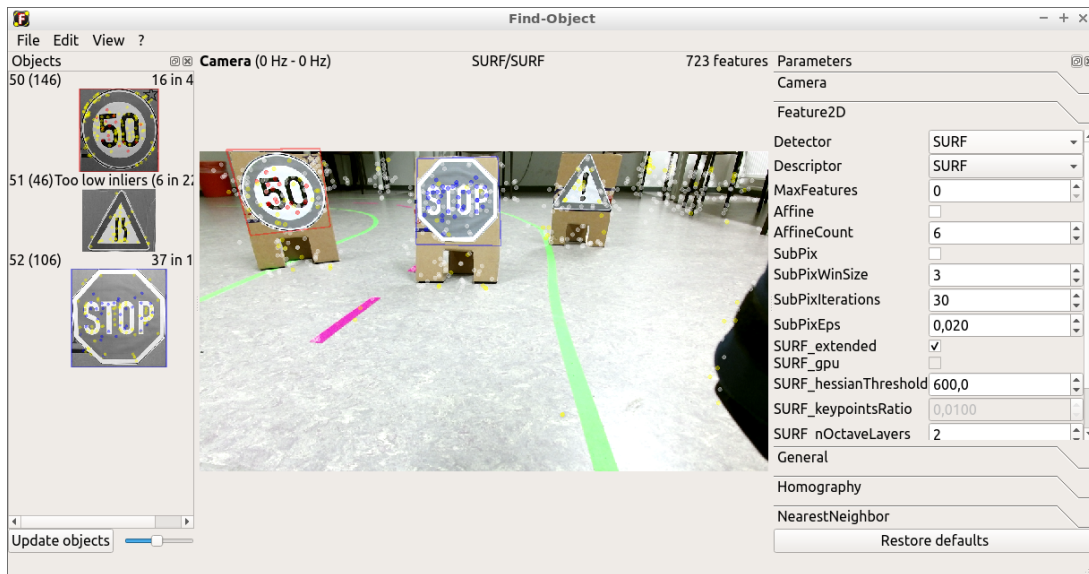 Find-Object
File Edit View ?
Objects
Camera (0 Hz - 0 Hz) SURF/SURF 723 features
Parameters
50 (146) 16 in 4
50
51 (46)Too low inliers (6 in 22
52 (106) 37 in 1
STOP
Update objects
50
STOP
Camera
Feature2D
Detector SURF
Descriptor SURF
MaxFeatures 0
Affine
AffineCount 6
SubPix
SubPixWinSize 3
SubPixIterations 30
SubPixEps 0,020
SURF_extended
SURF_gpu
SURF_hessianThreshold 600,0
SURF_keypointsRatio 0,0100
SURF_nOctaveLayers 2
General
Homography
NearestNeighbor
Restore defaults